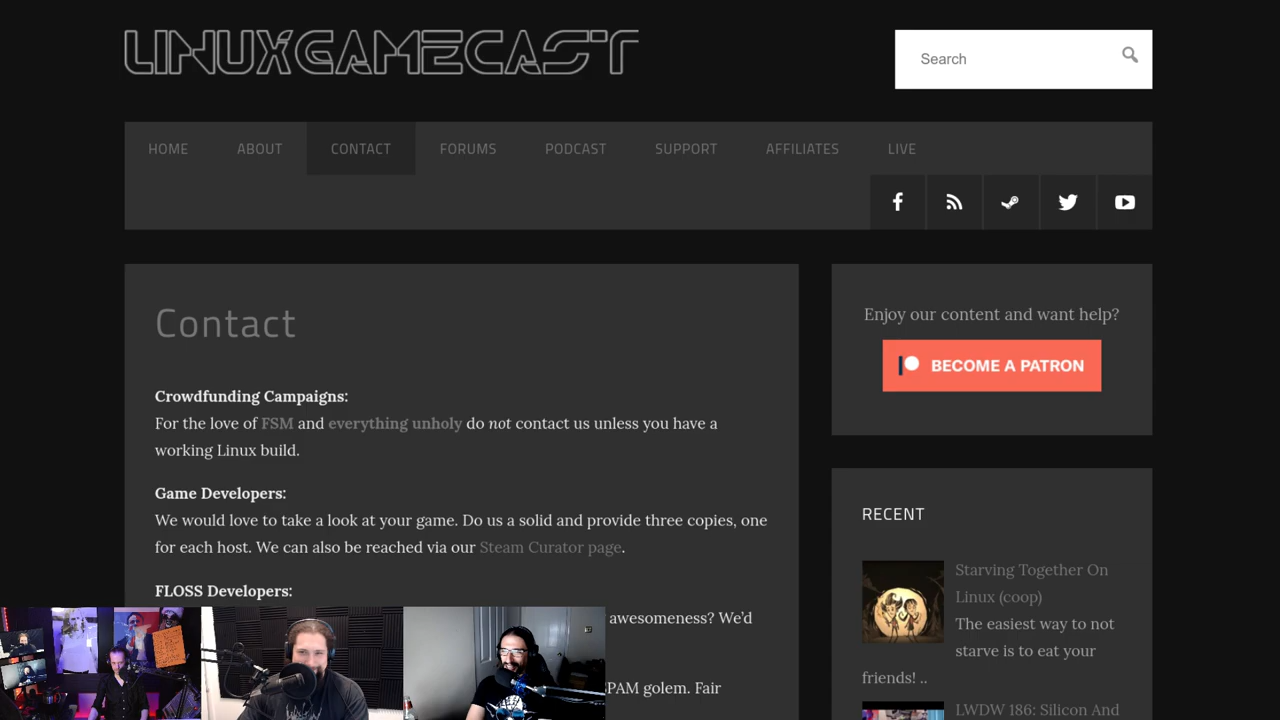 LINUXGAMECAST
Search
HOME ABOUT CONTACT FORUMS PODCAST SUPPORT AFFILIATES LIVE
Contact
Crowdfunding Campaigns:
For the love of FSM and everything unholy do not contact us unless you have a
working Linux build.
Game Developers:
We would love to take a look at your game. Do us a solid and provide three copies, one
for each host. We can also be reached via our Steam Curator page.
FLOSS Developers:
awesomeness? We'd
SPAM golem. Fair
Enjoy our content and want help?
BECOME A PATRON
RECENT
Starving Together On
Linux (coop)
The easiest way to not
starve is to eat your
friends! ..
LWDW 186: Silicon And